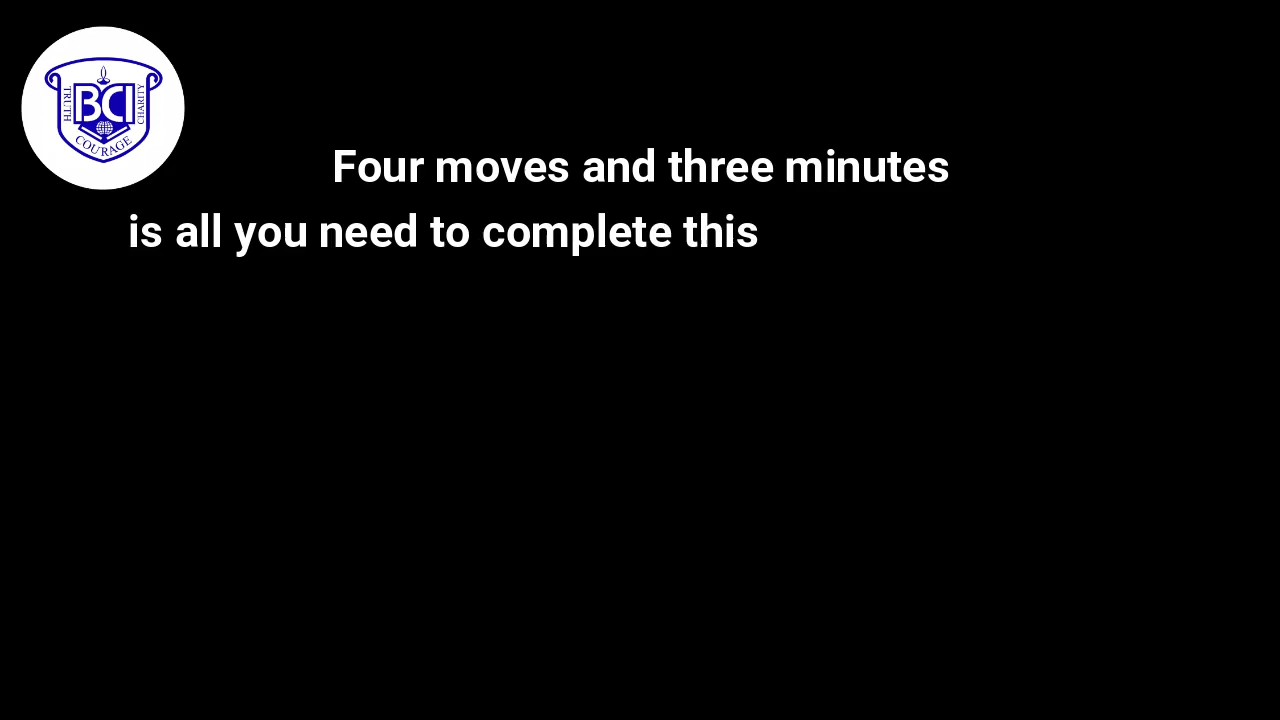 BCI
TRUTH
CHARITY
COURAGE
Four moves and three minutes
is all you need to complete this